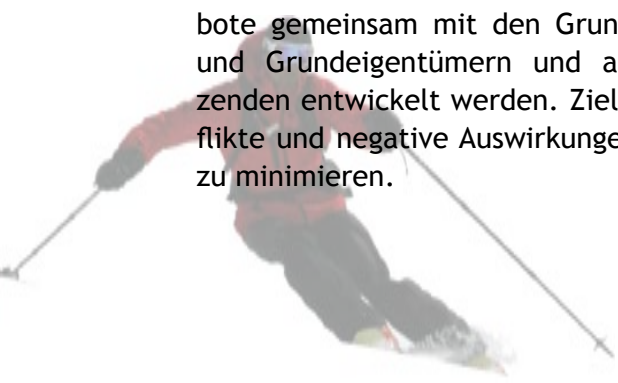 bote gemeinsam mit den Grun
und Grundeigentümern und a
zenden entwickelt werden. Ziel
flikte und negative Auswirkunge
zu minimieren.